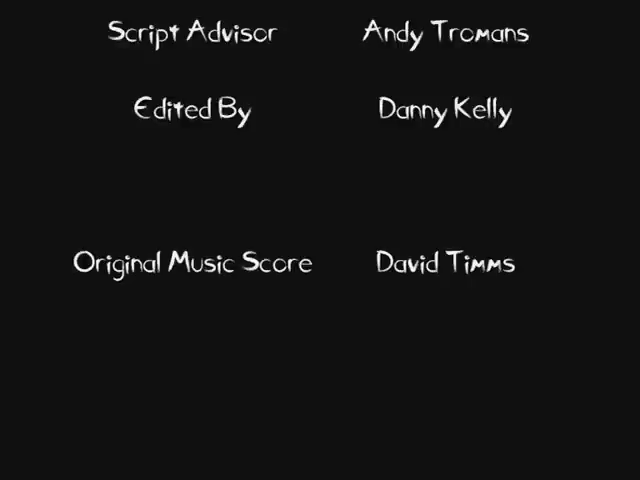 Script Advisor Andy Tromans
Edited By Danny Kelly
Original Music Score David Timms